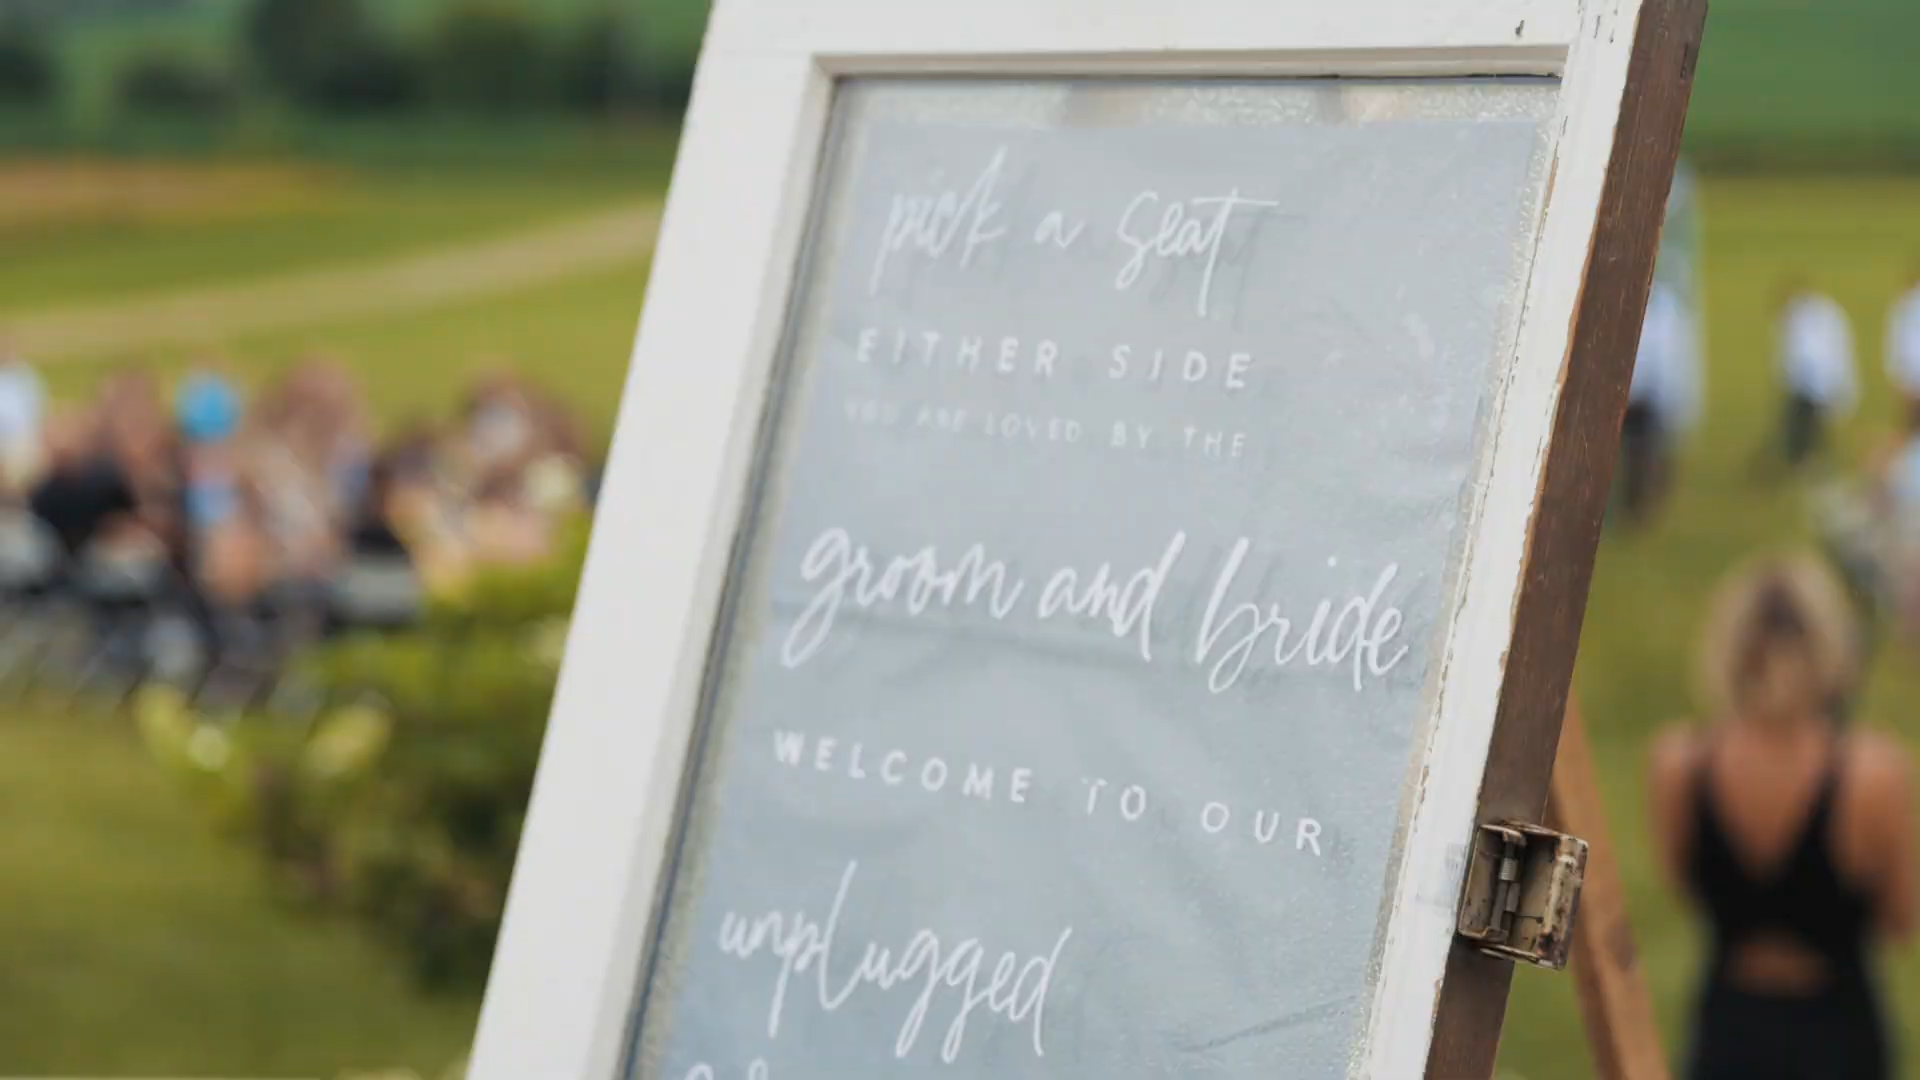 pick a seat
EITHER SIDE
YOU ARE LOVED BY THE
groom and bride
WELCOME TO OUR
unplugged